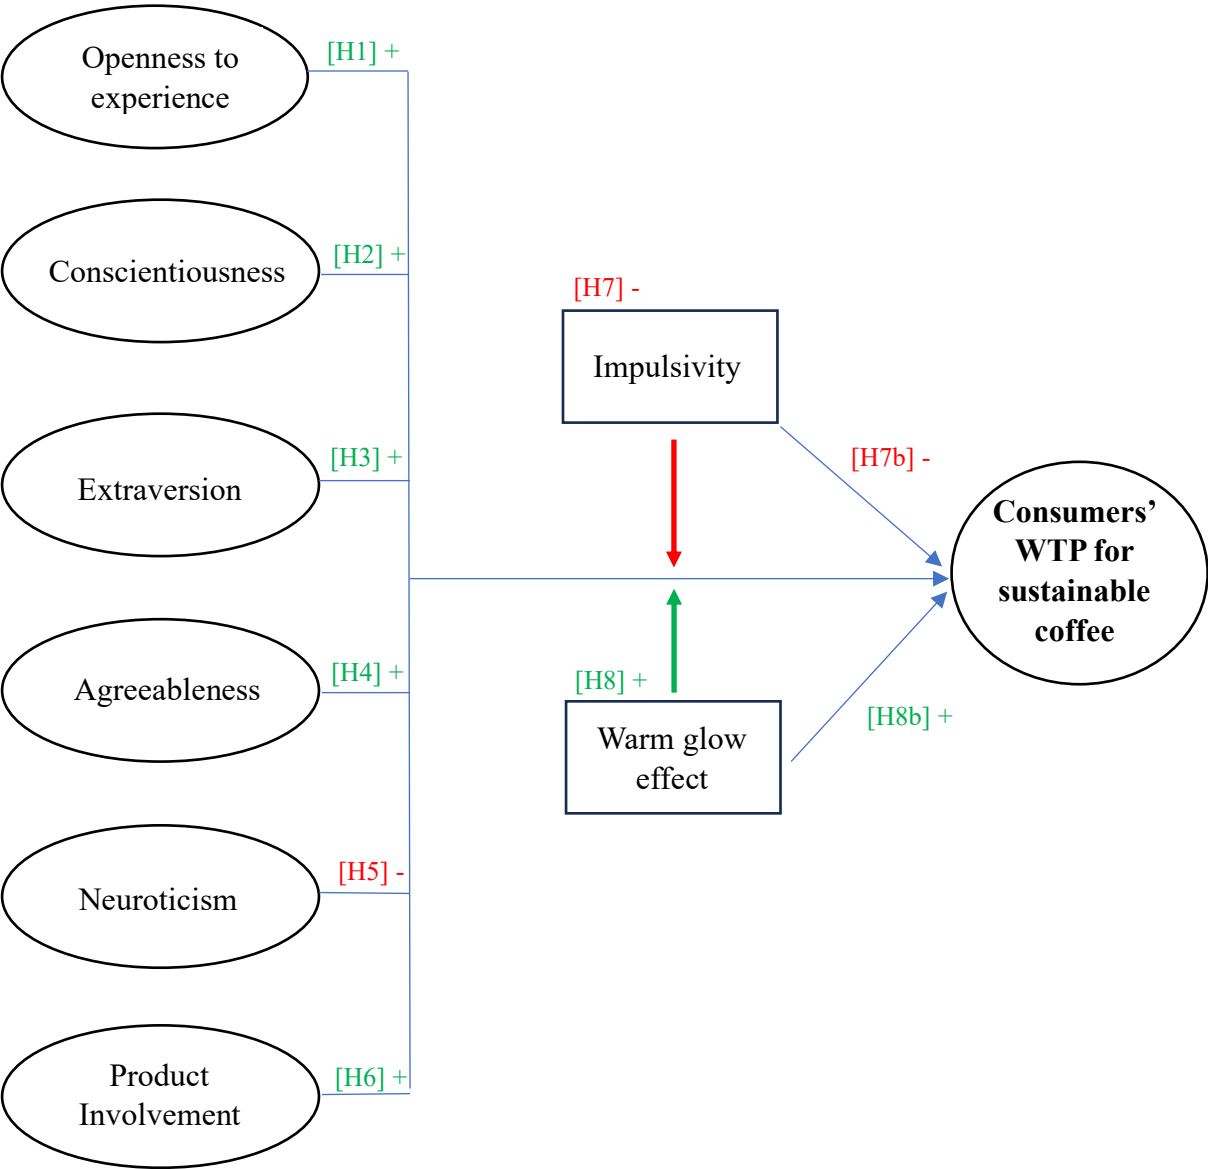 [H1] +
Openness to
experience
[H2] +
Conscientiousness
[H7] -
Impulsivity
[H3] +
Extraversion
[H7b] -
Consumers’
WTP for
sustainable
coffee
[H4] +
Agreeableness
[H8] +
Warm glow
effect
[H8b] +
[H5] -
Neuroticism
[H6] +
Product
Involvement